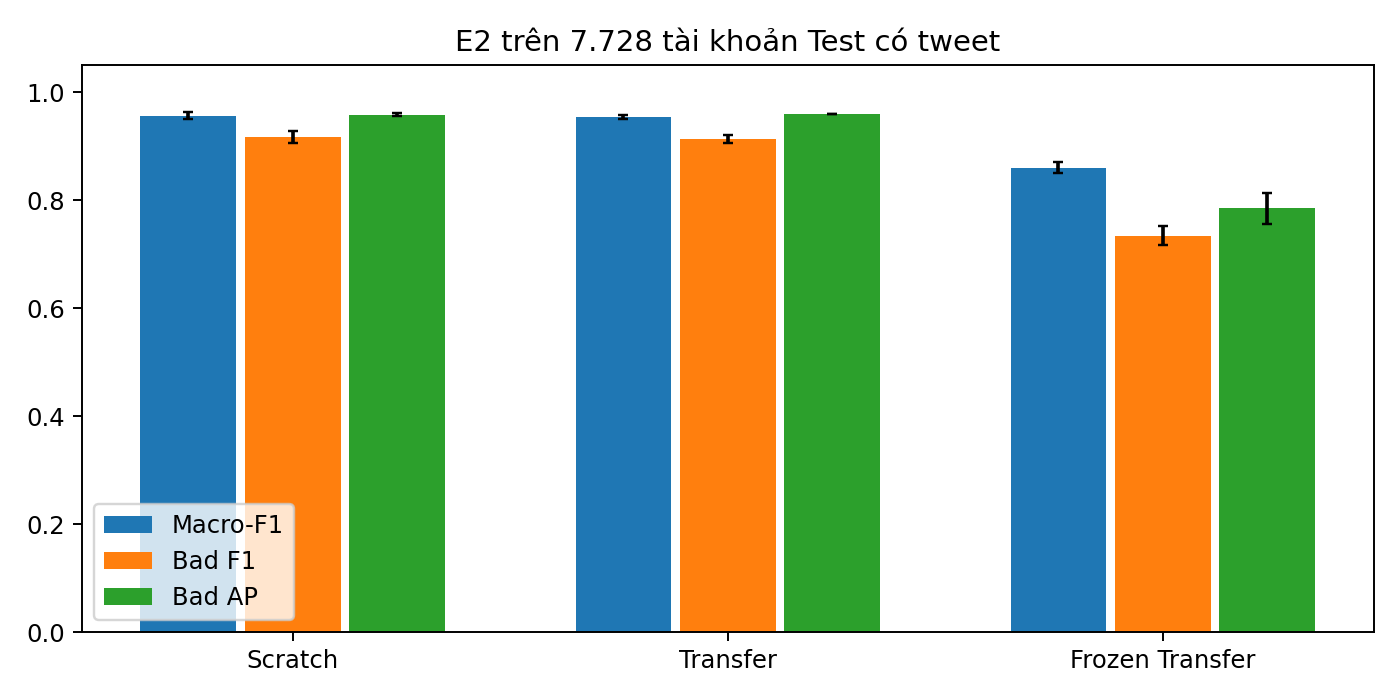 E2 trên 7.728 tài khoản Test có tweet
1.0
0.8
0.6
0.4
0.2
0.0
Macro-F1
Bad F1
Bad AP
Scratch
Transfer
Frozen Transfer